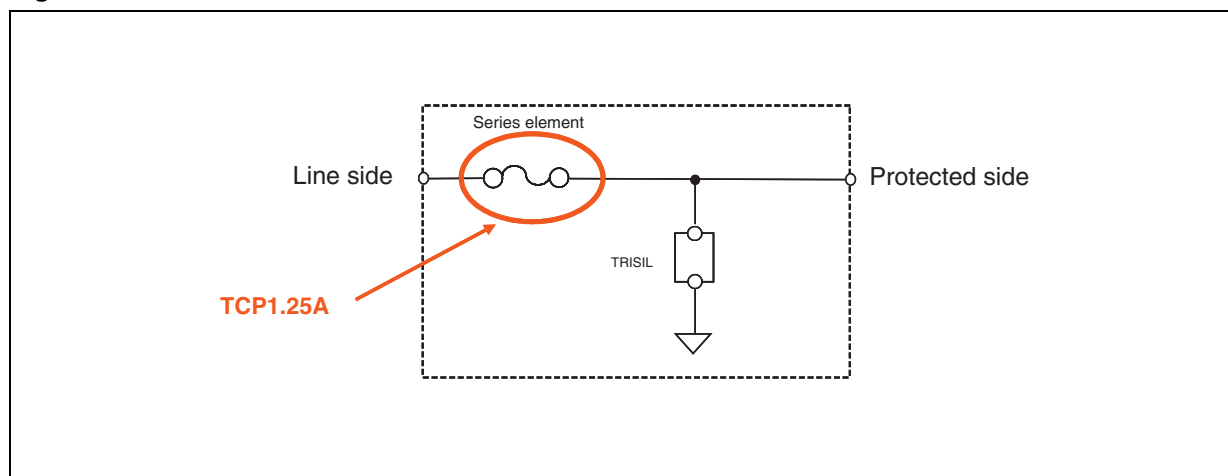 Series element
Line side
Protected side
TRISIL
TCP1.25A